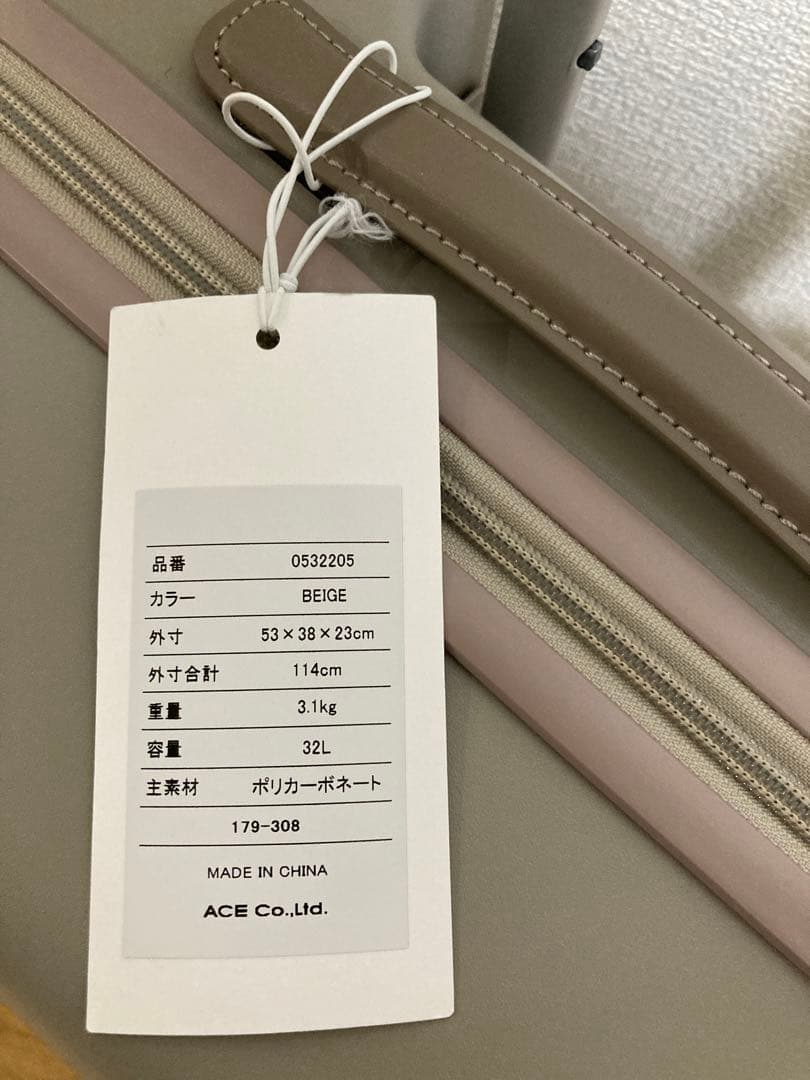 品番 0532205
カラー BEIGE
外寸 53×38×23cm
外寸合計 114cm
重量 3.1kg
容量 32L
主素材 ポリカーボネート
179-308
MADE IN CHINA
ACE Co.,Ltd.